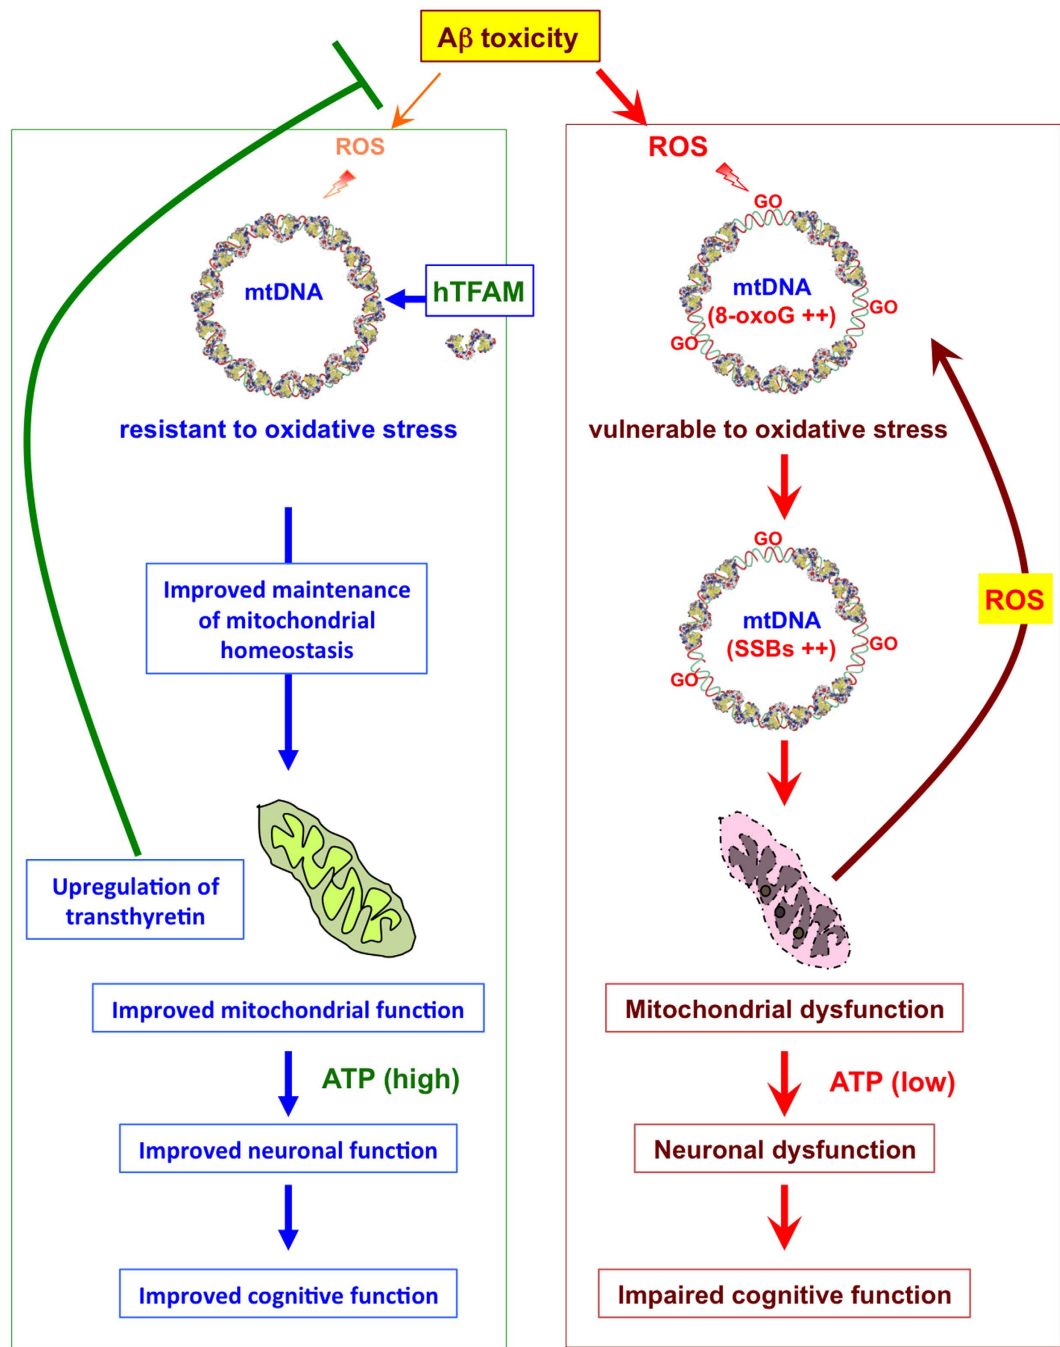 Aβ toxicity
ROS
mtDNA
hTFAM
resistant to oxidative stress
Improved maintenance
of mitochondrial
homeostasis
Upregulation of
transthyretin
Improved mitochondrial function
ATP (high)
Improved neuronal function
Improved cognitive function
ROS
GO
mtDNA
(8-oxoG ++)
GO
GO
vulnerable to oxidative stress
GO
mtDNA
(SSBs ++)
GO
GO
ROS
Mitochondrial dysfunction
ATP (low)
Neuronal dysfunction
Impaired cognitive function